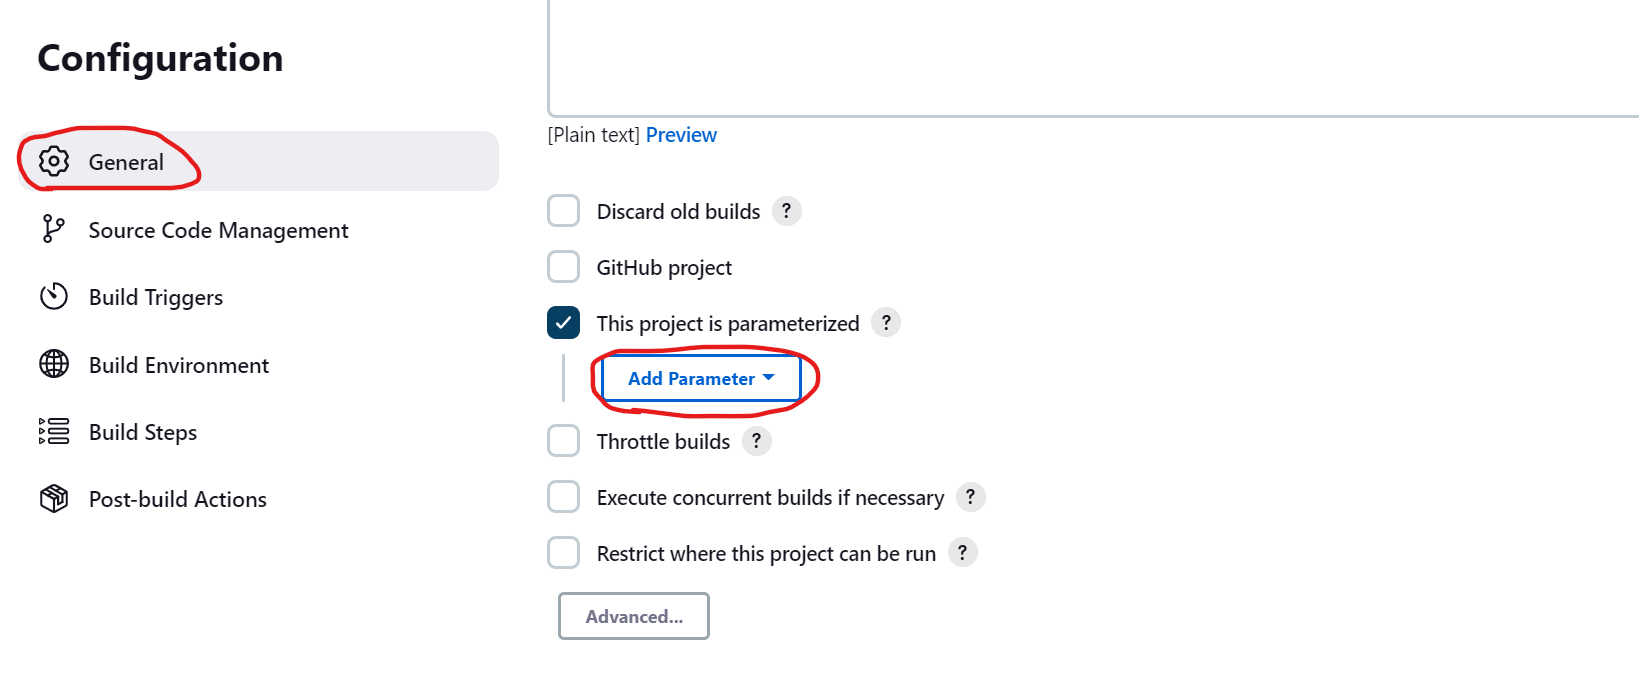 Configuration
General
Source Code Management
Build Triggers
Build Environment
Build Steps
Post-build Actions
[Plain text] Preview
Discard old builds ?
GitHub project
This project is parameterized ?
Add Parameter
Throttle builds ?
Execute concurrent builds if necessary ?
Restrict where this project can be run ?
Advanced...